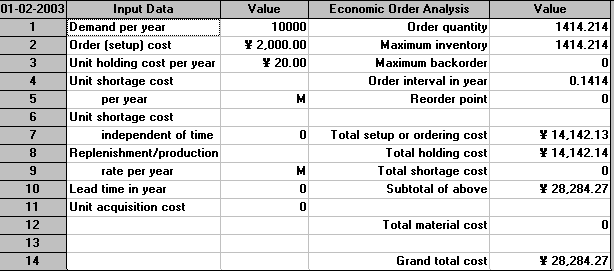 01-02-2003 Input Data Value Economic Order Analysis Value
1 Demand per year 10000 Order quantity 1414.214
2 Order (setup) cost ¥ 2,000.00 Maximum inventory 1414.214
3 Unit holding cost per year ¥ 20.00 Maximum backorder 0
4 Unit shortage cost Order interval in year 0.1414
5 per year M Reorder point 0
6 Unit shortage cost
7 independent of time 0 Total setup or ordering cost ¥ 14,142.13
8 Replenishment/production Total holding cost ¥ 14,142.14
9 rate per year M Total shortage cost 0
10 Lead time in year 0 Subtotal of above ¥ 28,284.27
11 Unit acquisition cost 0
12 Total material cost 0
13
14 Grand total cost ¥ 28,284.27